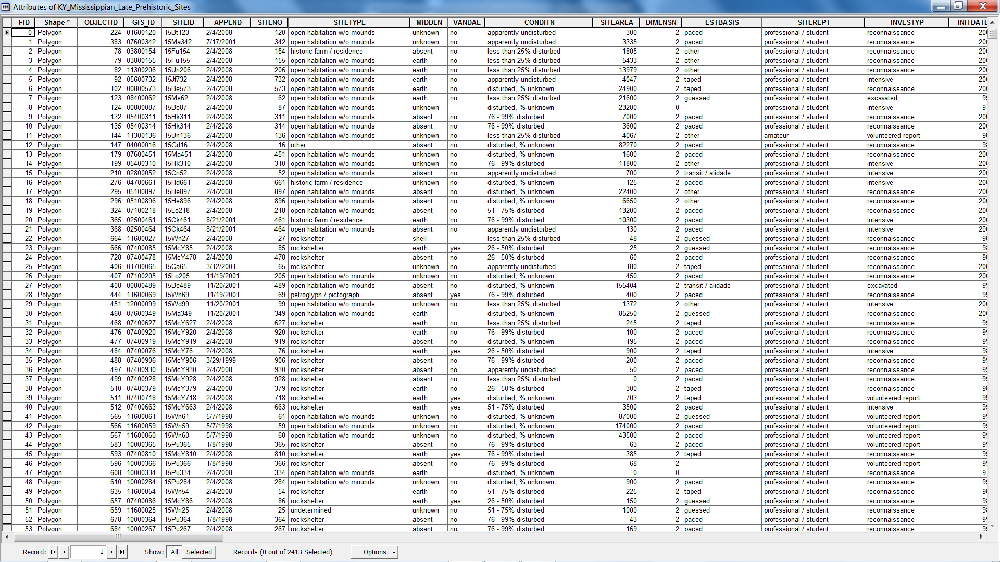 Attributes of KY_Mississippian_Late_Prehistoric_Sites
FID Shape * OBJECTID GIS_ID SITEID APPEND SITENO SITETYPE MIDDEN VANDAL CONDITN SITEAREA DIMENSN ESTBASIS SITEREPT INVESTYP INITDATE
0 Polygon 224 01600120 15Bt120 2/4/2008 120 open habitation w/o mounds unknown no apparently undisturbed 300 2 paced professional / student reconnaissance 20
1 Polygon 383 07600342 15Ma342 7/17/2001 342 open habitation w/o mounds unknown no apparently undisturbed 3335 2 paced professional / student reconnaissance 20
2 Polygon 78 03800154 15Fu154 2/4/2008 154 historic farm / residence absent no less than 25% disturbed 1805 2 other professional / student reconnaissance 20
3 Polygon 79 03800155 15Fu155 2/4/2008 155 open habitation w/o mounds earth no less than 25% disturbed 5433 2 other professional / student reconnaissance 20
4 Polygon 82 11300206 15Un206 2/4/2008 206 open habitation w/o mounds earth no less than 25% disturbed 13979 2 other professional / student reconnaissance 20
5 Polygon 92 05600732 15Jf732 2/4/2008 732 open habitation w/o mounds earth no apparently undisturbed 4047 2 taped professional / student intensive 20
6 Polygon 102 00800573 15Be573 2/4/2008 573 open habitation w/o mounds earth no disturbed, % unknown 24900 2 taped professional / student reconnaissance 20
7 Polygon 123 08400062 15Me62 2/4/2008 62 open habitation w/o mounds earth no less than 25% disturbed 21600 2 guessed professional / student excavated 9
8 Polygon 124 00800087 15Be87 2/4/2008 87 open habitation w/o mounds unknown disturbed, % unknown 23200 0 professional / student intensive 9
9 Polygon 132 05400311 15Hk311 2/4/2008 311 open habitation w/o mounds absent no 76 - 99% disturbed 7000 2 paced professional / student reconnaissance 20
10 Polygon 135 05400314 15Hk314 2/4/2008 314 open habitation w/o mounds absent no 76 - 99% disturbed 3600 2 paced professional / student reconnaissance 20
11 Polygon 144 11300136 15Un136 2/4/2008 136 open habitation w/o mounds unknown no less than 25% disturbed 4067 2 other amateur volunteered report 9
12 Polygon 147 04000016 15Gd16 2/4/2008 16 other absent no disturbed, % unknown 82270 2 paced professional / student reconnaissance 9
13 Polygon 179 07600451 15Ma451 2/4/2008 451 open habitation w/o mounds unknown no disturbed, % unknown 1600 2 paced professional / student reconnaissance 20
14 Polygon 199 05400310 15Hk310 2/4/2008 310 open habitation w/o mounds unknown no 76 - 99% disturbed 11800 2 other professional / student intensive 20
15 Polygon 210 02800052 15Cn52 2/4/2008 52 open habitation w/o mounds absent no apparently undisturbed 700 2 transit / alidade professional / student intensive 20
16 Polygon 276 04700661 15Hd661 2/4/2008 661 historic farm / residence unknown no disturbed, % unknown 125 2 paced professional / student intensive 20
17 Polygon 295 05100897 15He897 2/4/2008 897 open habitation w/o mounds absent no disturbed, % unknown 22400 2 other professional / student reconnaissance 20
18 Polygon 296 05100896 15He896 2/4/2008 896 open habitation w/o mounds absent no disturbed, % unknown 6650 2 other professional / student reconnaissance 20
19 Polygon 324 07100218 15Lo218 2/4/2008 218 open habitation w/o mounds absent no 51 - 75% disturbed 13200 2 paced professional / student reconnaissance 20
20 Polygon 365 02500461 15Ck461 8/21/2001 461 historic farm / residence earth no 76 - 99% disturbed 10300 2 paced professional / student intensive 20
21 Polygon 368 02500464 15Ck464 8/21/2001 464 open habitation w/o mounds absent no apparently undisturbed 130 2 paced professional / student intensive 20
22 Polygon 664 11600027 15Wn27 2/4/2008 27 rockshelter shell less than 25% disturbed 48 2 guessed professional / student reconnaissance 9
23 Polygon 666 07400085 15McY85 2/4/2008 85 rockshelter earth yes 26 - 50% disturbed 25 2 guessed professional / student reconnaissance 9
24 Polygon 728 07400478 15McY478 2/4/2008 478 rockshelter absent no 26 - 50% disturbed 60 2 paced professional / student reconnaissance 9
25 Polygon 406 01700065 15Ca65 3/12/2001 65 rockshelter unknown no apparently undisturbed 180 2 taped professional / student reconnaissance 20
26 Polygon 407 07100205 15Lo205 11/19/2001 205 open habitation w/o mounds unknown no disturbed, % unknown 450 2 paced professional / student reconnaissance 20
27 Polygon 408 00800489 15Be489 11/20/2001 489 open habitation w/o mounds absent no disturbed, % unknown 155404 2 transit / alidade professional / student excavated 9
28 Polygon 444 11600069 15Wn69 11/19/2001 69 petroglyph / pictograph absent yes 76 - 99% disturbed 400 2 paced professional / student reconnaissance 9
29 Polygon 451 12000099 15Wd99 11/20/2001 99 open habitation w/o mounds unknown no less than 25% disturbed 1372 2 other professional / student intensive 20
30 Polygon 460 07600349 15Ma349 11/20/2001 349 open habitation w/o mounds earth disturbed, % unknown 85250 2 guessed professional / student reconnaissance 20
31 Polygon 468 07400627 15McY627 2/4/2008 627 rockshelter earth no less than 25% disturbed 245 2 taped professional / student reconnaissance 9
32 Polygon 476 07400920 15McY920 2/4/2008 920 rockshelter earth no 76 - 99% disturbed 100 2 paced professional / student reconnaissance 9
33 Polygon 477 07400919 15McY919 2/4/2008 919 rockshelter absent no disturbed, % unknown 195 2 paced professional / student reconnaissance 9
34 Polygon 484 07400076 15McY76 2/4/2008 76 rockshelter earth yes 26 - 50% disturbed 900 2 taped professional / student intensive 9
35 Polygon 488 07400906 15McY906 3/29/1999 906 rockshelter absent no 76 - 99% disturbed 200 2 paced professional / student reconnaissance 9
36 Polygon 497 07400930 15McY930 2/4/2008 930 rockshelter absent no apparently undisturbed 50 2 paced professional / student reconnaissance 9
37 Polygon 499 07400928 15McY928 2/4/2008 928 rockshelter absent no less than 25% disturbed 0 2 paced professional / student reconnaissance 9
38 Polygon 510 07400379 15McY379 2/4/2008 379 rockshelter earth no 26 - 50% disturbed 300 2 taped professional / student reconnaissance 9
39 Polygon 511 07400718 15McY718 2/4/2008 718 rockshelter earth yes disturbed, % unknown 703 2 taped professional / student volunteered report 9
40 Polygon 512 07400663 15McY663 2/4/2008 663 rockshelter earth yes 51 - 75% disturbed 3500 2 paced professional / student intensive 9
41 Polygon 565 11600061 15Wn61 5/7/1998 61 open habitation w/o mounds unknown no disturbed, % unknown 87000 2 guessed professional / student volunteered report 9
42 Polygon 566 11600059 15Wn59 5/7/1998 59 open habitation w/o mounds unknown no disturbed, % unknown 174000 2 paced professional / student volunteered report 9
43 Polygon 567 11600060 15Wn60 5/7/1998 60 open habitation w/o mounds unknown no disturbed, % unknown 43500 2 paced professional / student volunteered report 9
44 Polygon 583 10000365 15Pu365 1/8/1998 365 rockshelter absent no 76 - 99% disturbed 63 2 paced professional / student volunteered report 9
45 Polygon 593 07400810 15McY810 2/4/2008 810 rockshelter earth yes 76 - 99% disturbed 385 2 taped professional / student reconnaissance 9
46 Polygon 596 10000366 15Pu366 1/8/1998 366 rockshelter absent no 76 - 99% disturbed 68 2 professional / student volunteered report 9
47 Polygon 608 10000334 15Pu334 2/4/2008 334 open habitation w/o mounds earth disturbed, % unknown 0 0 professional / student reconnaissance 9
48 Polygon 610 10000284 15Pu284 2/4/2008 284 open habitation w/o mounds unknown no disturbed, % unknown 900 2 paced professional / student reconnaissance 9
49 Polygon 635 11600054 15Wn54 2/4/2008 54 rockshelter earth no 51 - 75% disturbed 225 2 taped professional / student reconnaissance 9
50 Polygon 657 07400086 15McY86 2/4/2008 86 rockshelter earth yes 26 - 50% disturbed 150 2 guessed professional / student reconnaissance 9
51 Polygon 659 11600025 15Wn25 2/4/2008 25 undetermined unknown no 51 - 75% disturbed 1000 2 guessed professional / student reconnaissance 9
52 Polygon 678 10000364 15Pu364 1/8/1998 364 rockshelter absent no 76 - 99% disturbed 43 2 paced professional / student reconnaissance 9
53 Polygon 684 10000267 15Pu267 2/4/2008 267 rockshelter absent no 76 - 99% disturbed 169 2 paced professional / student reconnaissance 9
Record: 1 Show: All Selected Records (0 out of 2413 Selected) Options